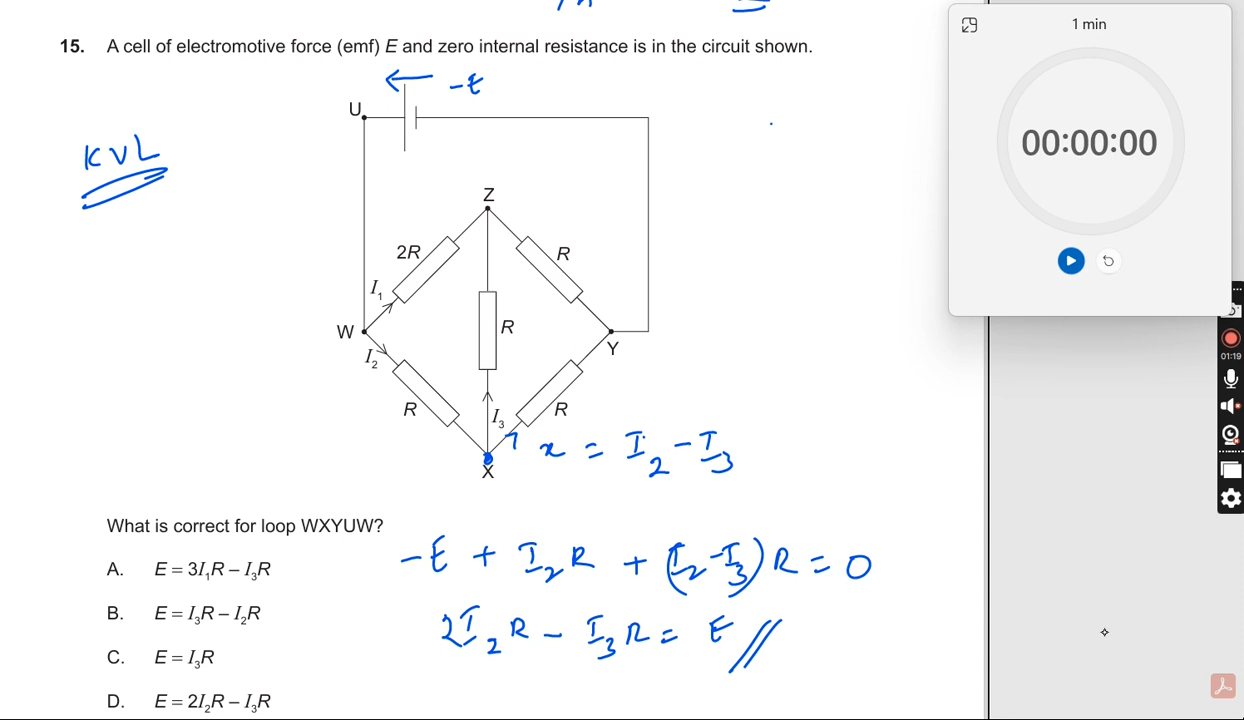 15. A cell of electromotive force (emf) E and zero internal resistance is in the circuit shown.
1 min
00:00:00
← -E
U
KVL
Z
2R
R
I₁
W
R
Y
I₂
R
I₃
R
X
x = I₂ - I₃
01:19
What is correct for loop WXYUW?
-E + I₂R + (I₂-I₃)R = 0
A. E = 3I₁R – I₃R
B. E = I₃R – I₂R
2I₂R - I₃R = E //
C. E = I₃R
D. E = 2I₂R – I₃R